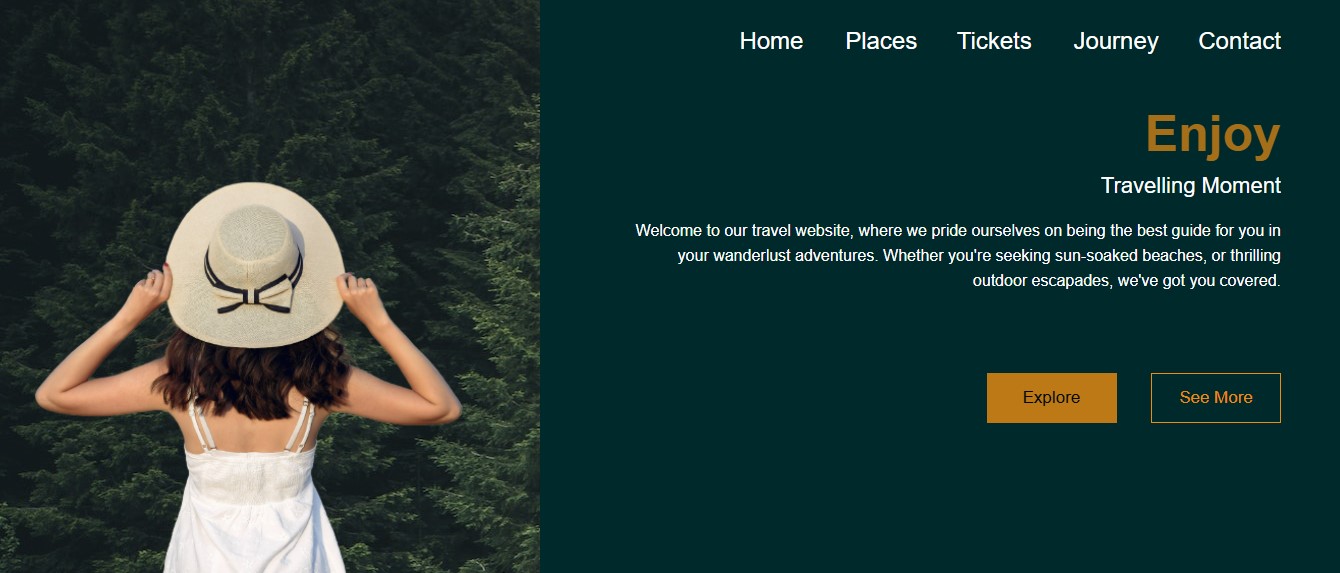 Home Places Tickets Journey Contact
Enjoy
Travelling Moment
Welcome to our travel website, where we pride ourselves on being the best guide for you in
your wanderlust adventures. Whether you're seeking sun-soaked beaches, or thrilling
outdoor escapades, we've got you covered.
Explore See More